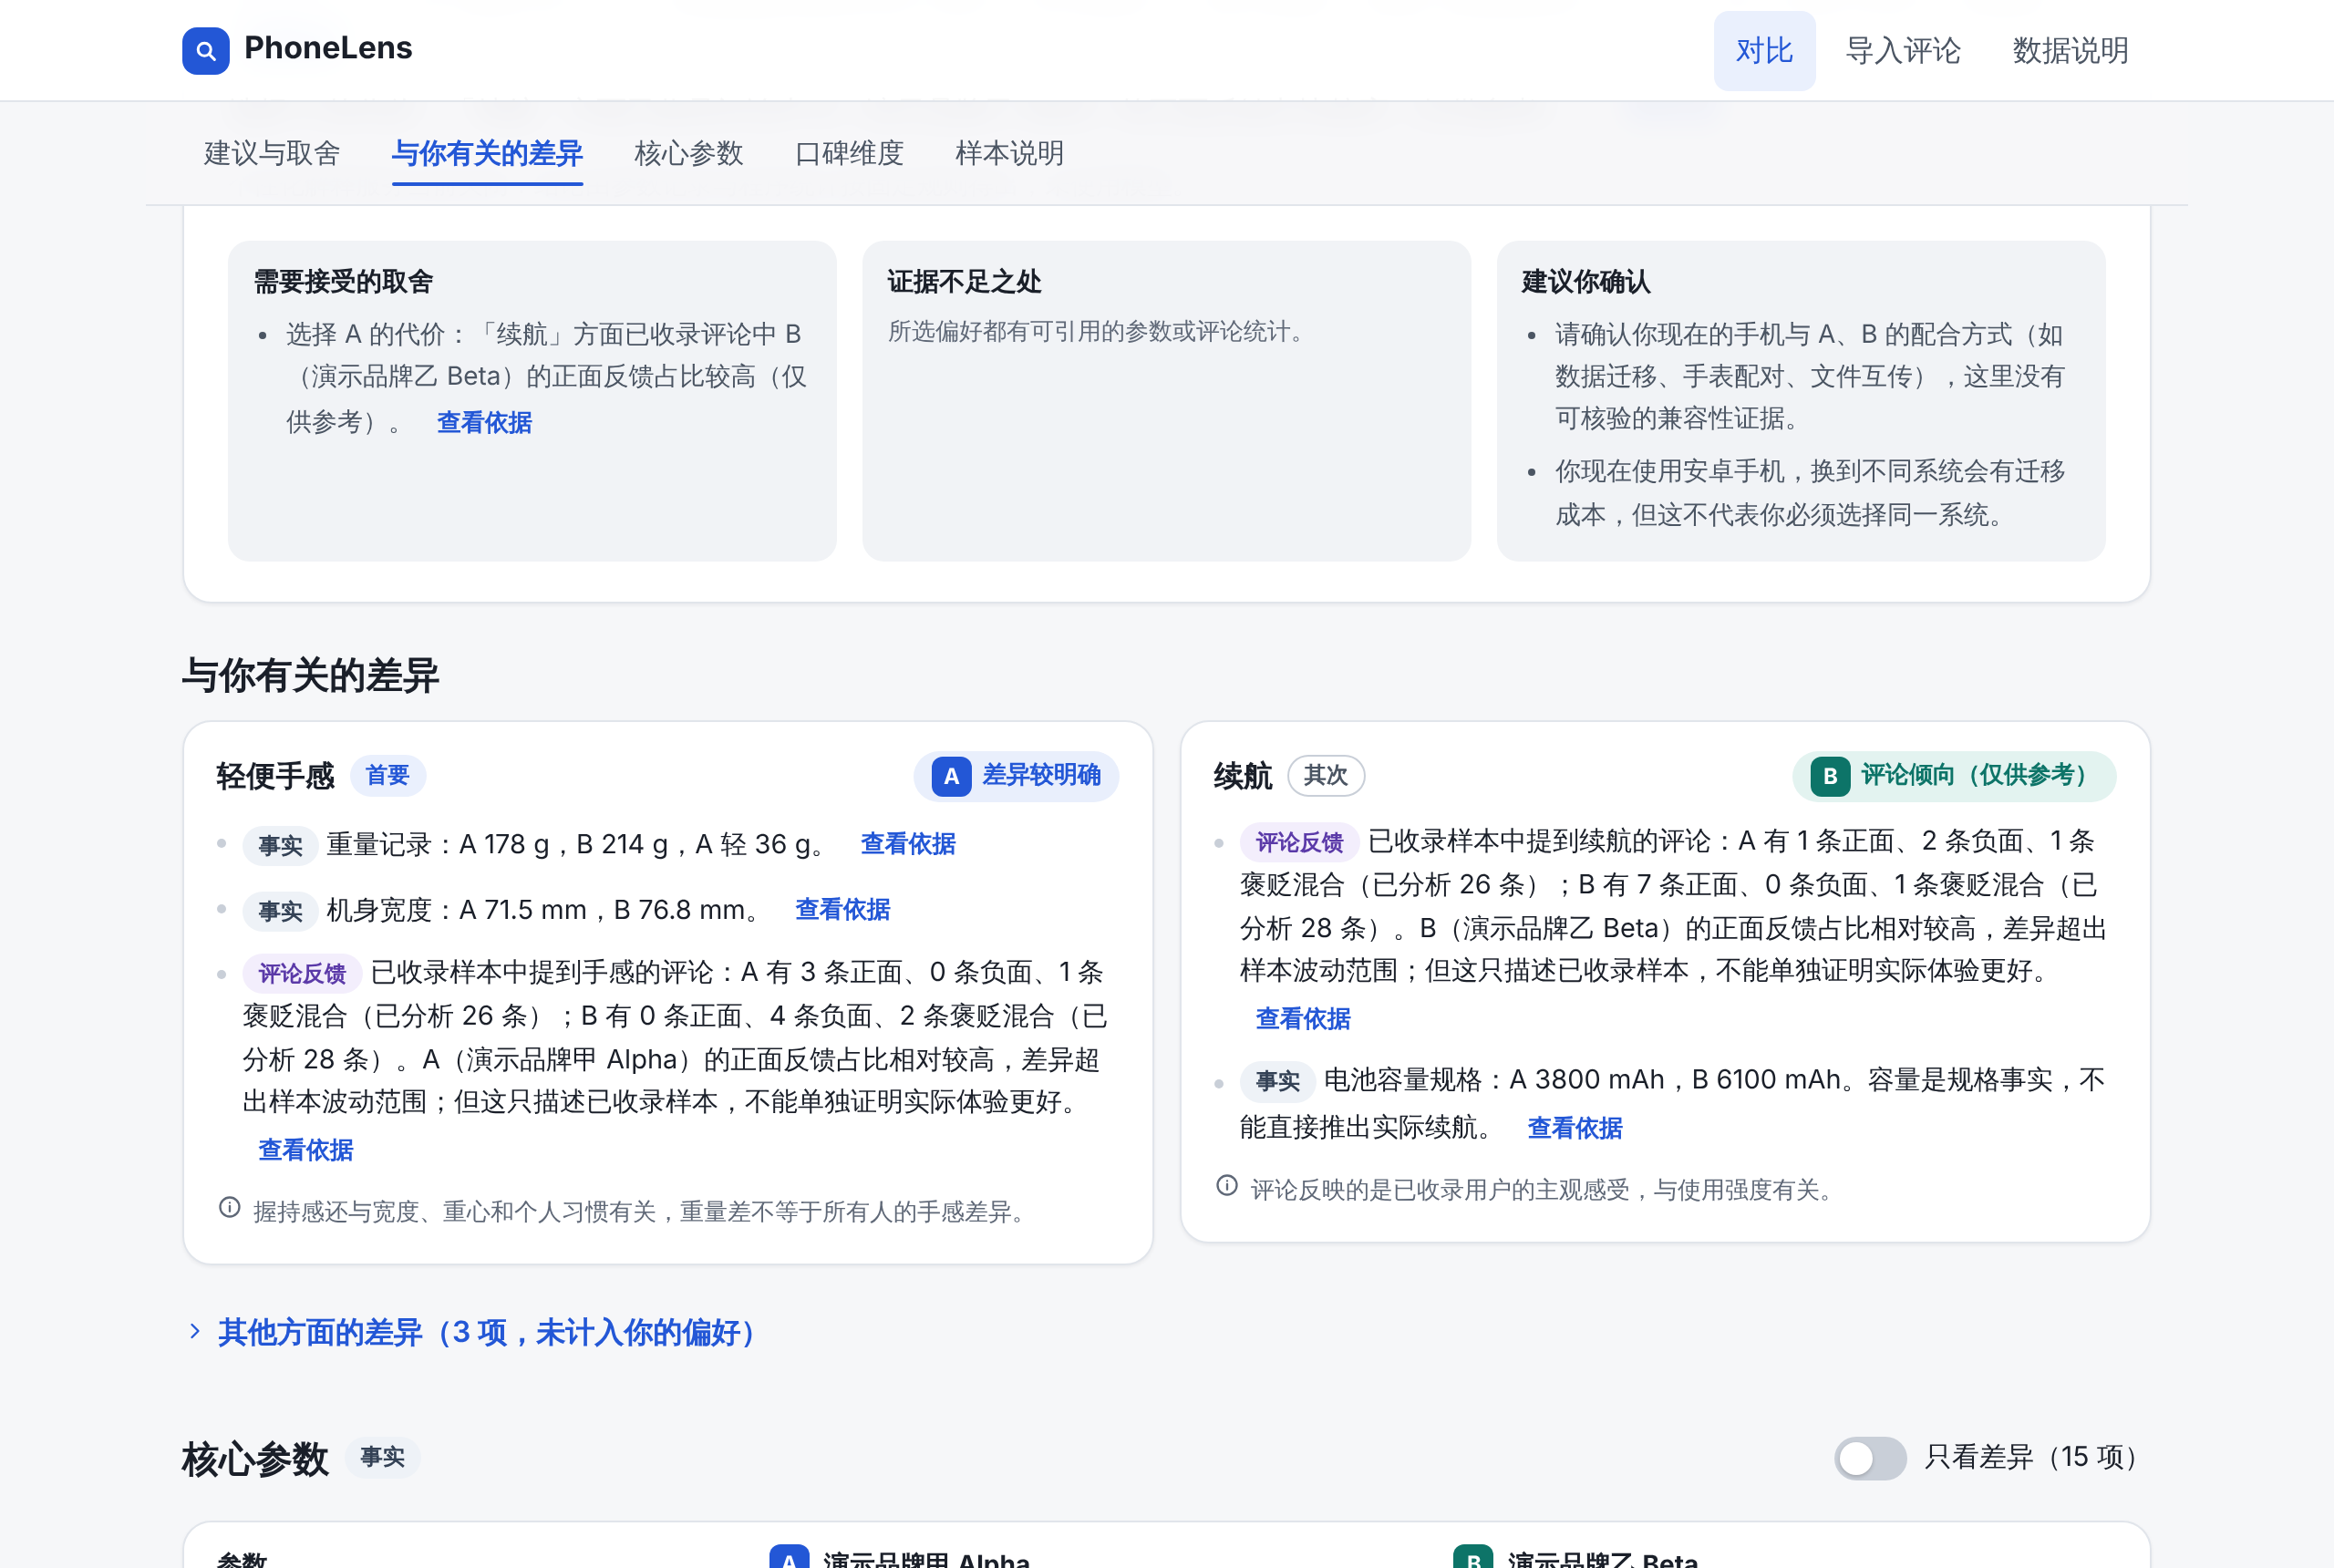 PhoneLens
对比
导入评论
数据说明
建议与取舍
与你有关的差异
核心参数
口碑维度
样本说明
需要接受的取舍
• 选择 A 的代价：「续航」方面已收录评论中 B
（演示品牌乙 Beta）的正面反馈占比较高（仅
供参考）。 查看依据
证据不足之处
所选偏好都有可引用的参数或评论统计。
建议你确认
• 请确认你现在的手机与 A、B 的配合方式（如
数据迁移、手表配对、文件互传），这里没有
可核验的兼容性证据。
• 你现在使用安卓手机，换到不同系统会有迁移
成本，但这不代表你必须选择同一系统。
与你有关的差异
轻便手感 首要 A 差异较明确
• 事实 重量记录：A 178 g，B 214 g，A 轻 36 g。 查看依据
• 事实 机身宽度：A 71.5 mm，B 76.8 mm。 查看依据
• 评论反馈 已收录样本中提到手感的评论：A 有 3 条正面、0 条负面、1 条
褒贬混合（已分析 26 条）；B 有 0 条正面、4 条负面、2 条褒贬混合（已
分析 28 条）。A（演示品牌甲 Alpha）的正面反馈占比相对较高，差异超
出样本波动范围；但这只描述已收录样本，不能单独证明实际体验更好。
查看依据
握持感还与宽度、重心和个人习惯有关，重量差不等于所有人的手感差异。
续航 其次 B 评论倾向（仅供参考）
• 评论反馈 已收录样本中提到续航的评论：A 有 1 条正面、2 条负面、1 条
褒贬混合（已分析 26 条）；B 有 7 条正面、0 条负面、1 条褒贬混合（已
分析 28 条）。B（演示品牌乙 Beta）的正面反馈占比相对较高，差异超出
样本波动范围；但这只描述已收录样本，不能单独证明实际体验更好。
查看依据
• 事实 电池容量规格：A 3800 mAh，B 6100 mAh。容量是规格事实，不
能直接推出实际续航。 查看依据
评论反映的是已收录用户的主观感受，与使用强度有关。
其他方面的差异（3 项，未计入你的偏好）
核心参数 事实
只看差异（15 项）
参数
A 演示品牌甲 Alpha
B 演示品牌乙 Beta